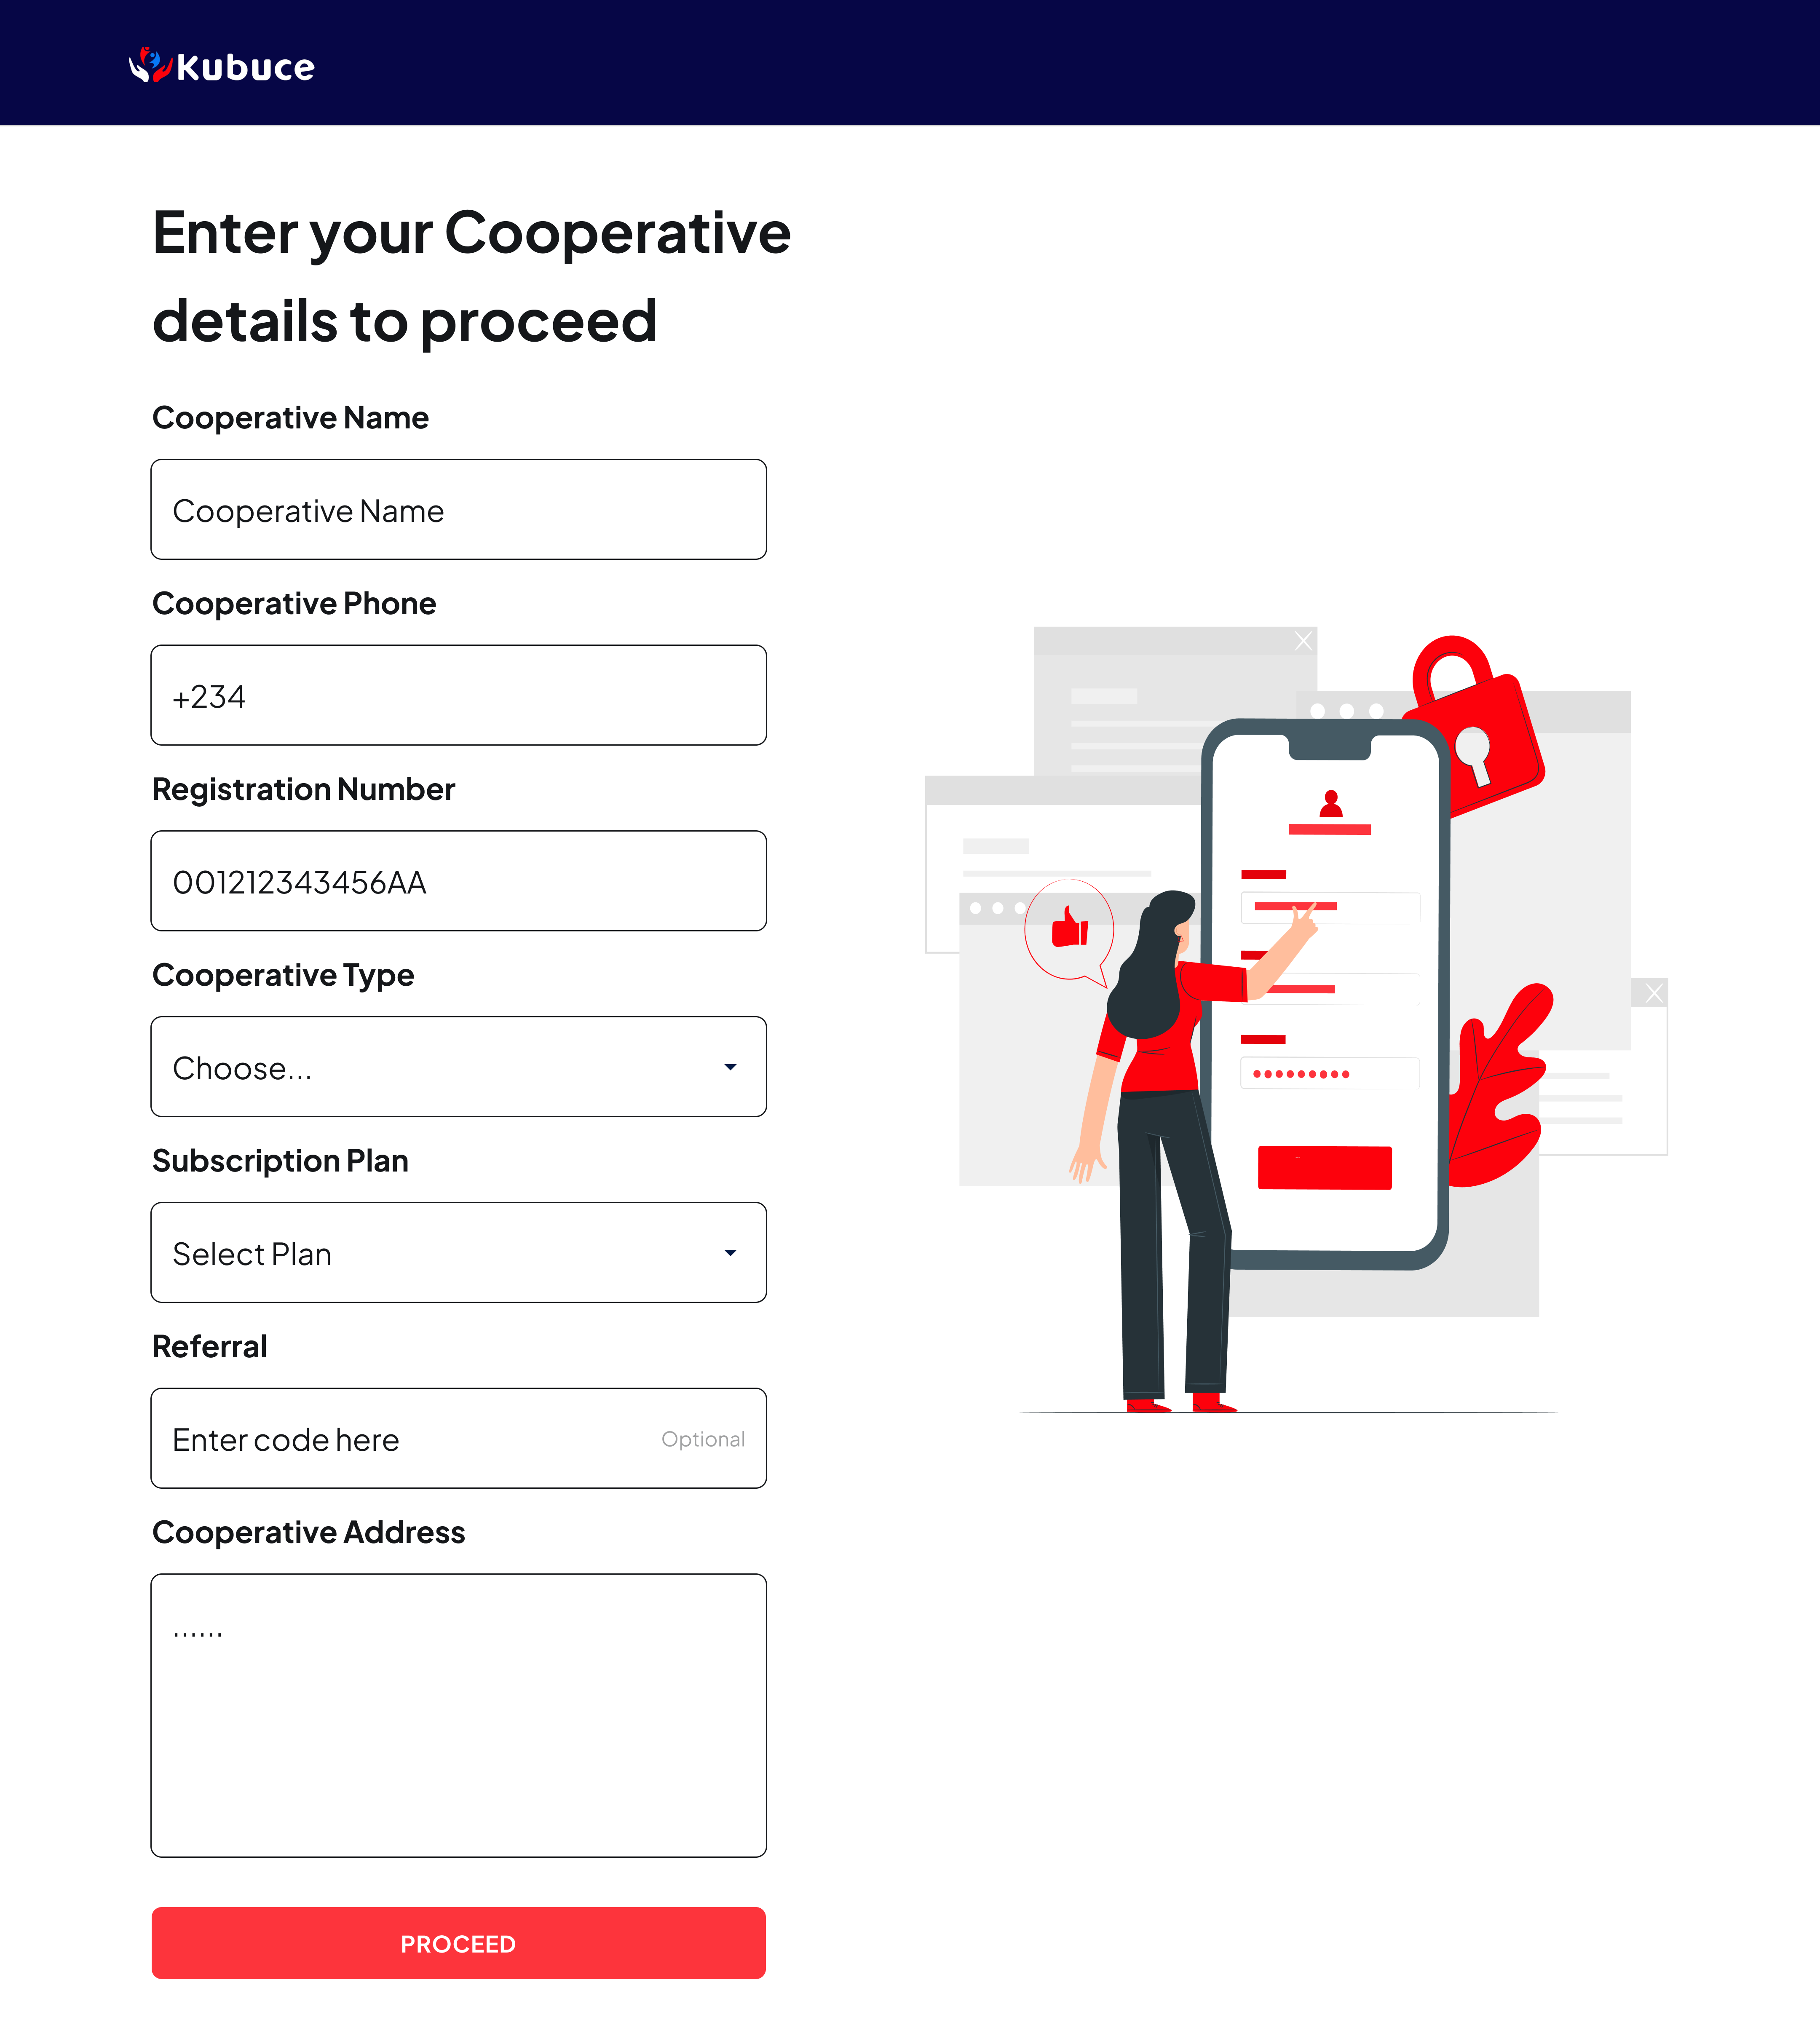 Kubuce
Enter your Cooperative
details to proceed
Cooperative Name
Cooperative Name
Cooperative Phone
+234
Registration Number
001212343456AA
Cooperative Type
Choose...
Subscription Plan
Select Plan
Referral
Enter code here Optional
Cooperative Address
......
PROCEED